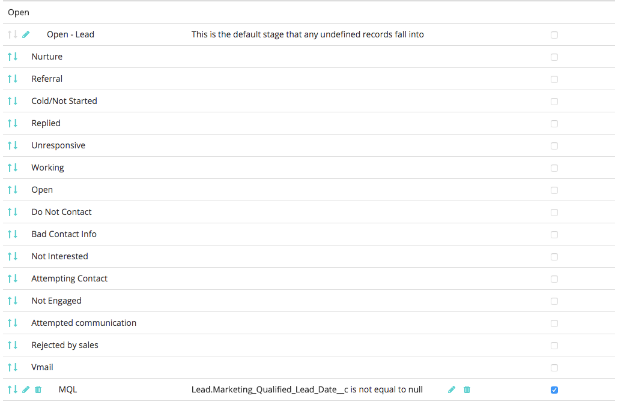 Open
Open - Lead This is the default stage that any undefined records fall into
Nurture
Referral
Cold/Not Started
Replied
Unresponsive
Working
Open
Do Not Contact
Bad Contact Info
Not Interested
Attempting Contact
Not Engaged
Attempted communication
Rejected by sales
Vmail
MQL Lead.Marketing_Qualified_Lead_Date__c is not equal to null